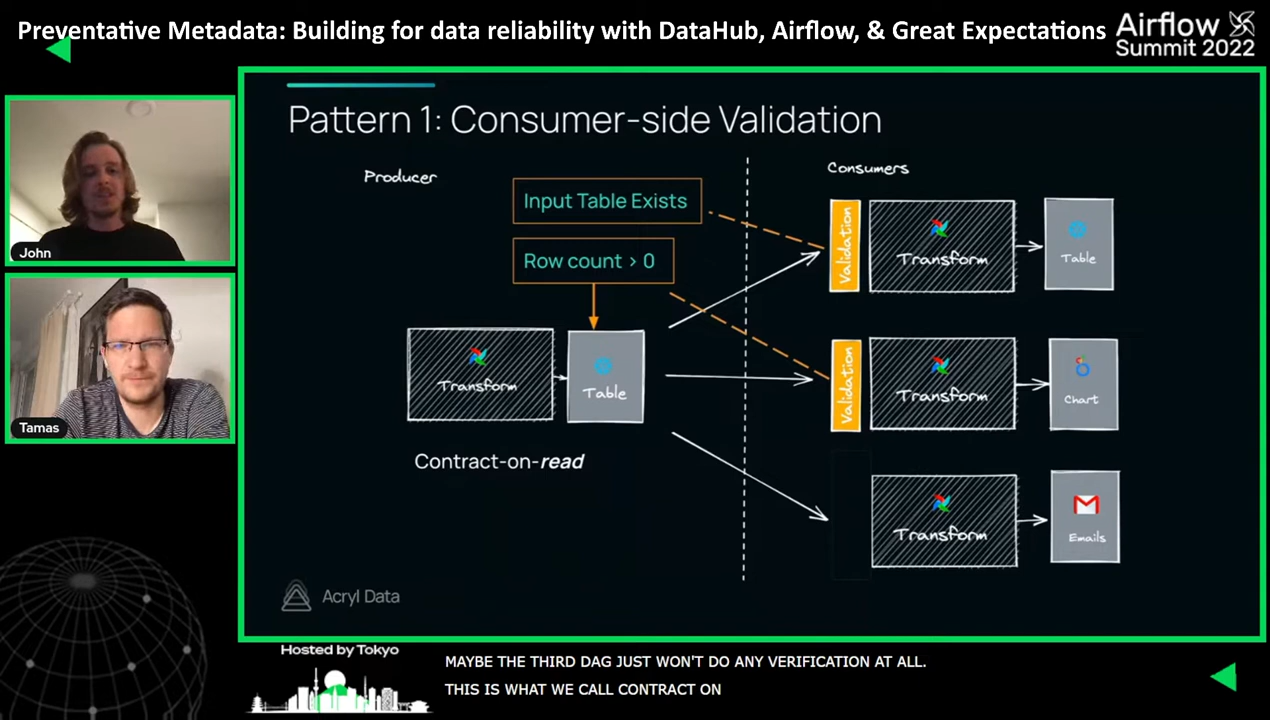 Preventative Metadata: Building for data reliability with DataHub, Airflow, & Great Expectations
Airflow
Summit 2022
John
Tamas
Pattern 1: Consumer-side Validation
Producer
Consumers
Input Table Exists
Row count > 0
Transform
Table
Contract-on-read
Validation
Transform
Table
Validation
Transform
Chart
Transform
Emails
Acryl Data
Hosted by Tokyo
MAYBE THE THIRD DAG JUST WON'T DO ANY VERIFICATION AT ALL.
THIS IS WHAT WE CALL CONTRACT ON